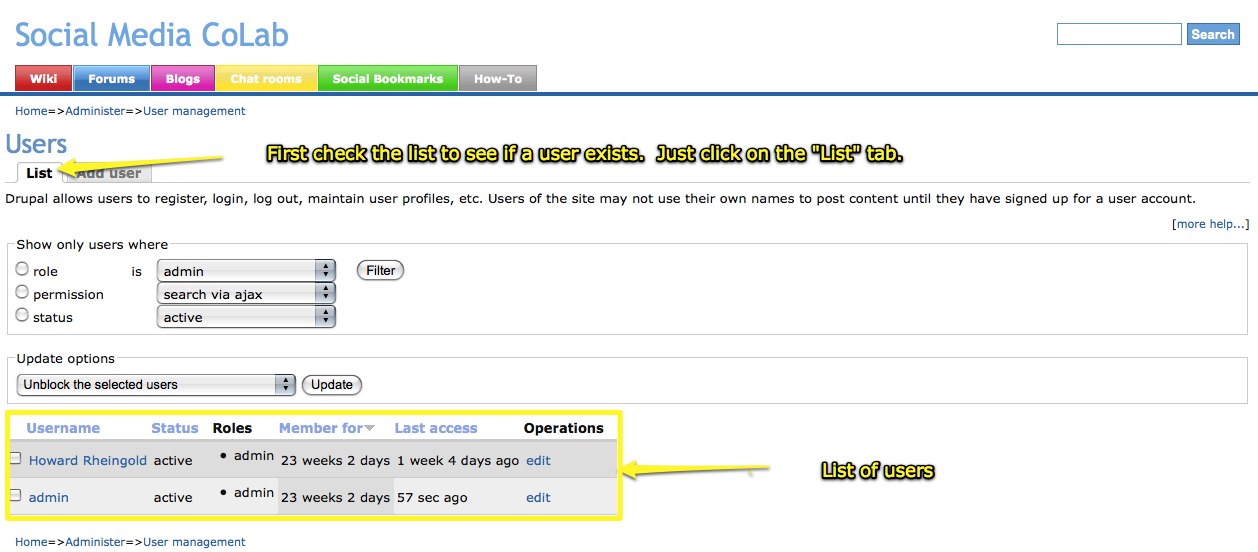 Social Media CoLab
Search
Wiki Forums Blogs Chat rooms Social Bookmarks How-To
Home=>Administer=>User management
Users
First check the list to see if a user exists. Just click on the "List" tab.
List Add user
Drupal allows users to register, login, log out, maintain user profiles, etc. Users of the site may not use their own names to post content until they have signed up for a user account.
[more help...]
Show only users where
role is admin Filter
permission search via ajax
status active
Update options
Unblock the selected users Update
Username Status Roles Member for Last access Operations
Howard Rheingold active • admin 23 weeks 2 days 1 week 4 days ago edit
List of users
admin active • admin 23 weeks 2 days 57 sec ago edit
Home=>Administer=>User management